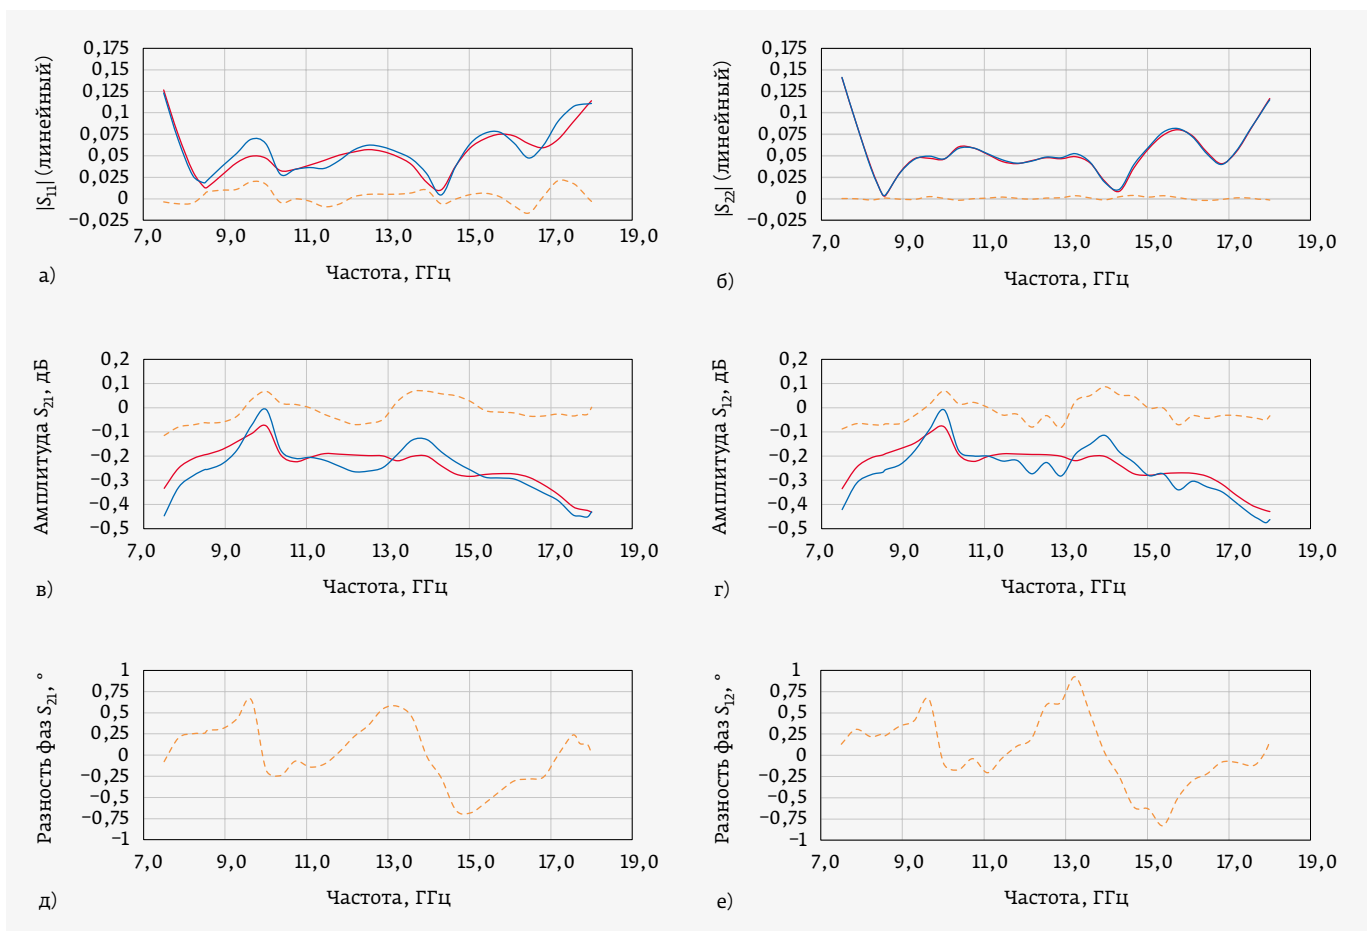 |S11| (линейный)
0,175
0,15
0,125
0,1
0,075
0,05
0,025
0
−0,025
7,0 9,0 11,0 13,0 15,0 17,0 19,0
Частота, ГГц
а)
|S22| (линейный)
0,175
0,15
0,125
0,1
0,075
0,05
0,025
0
−0,025
7,0 9,0 11,0 13,0 15,0 17,0 19,0
Частота, ГГц
б)
Амплитуда S21, дБ
0,2
0,1
0
−0,1
−0,2
−0,3
−0,4
−0,5
7,0 9,0 11,0 13,0 15,0 17,0 19,0
Частота, ГГц
в)
Амплитуда S12, дБ
0,2
0,1
0
−0,1
−0,2
−0,3
−0,4
−0,5
7,0 9,0 11,0 13,0 15,0 17,0 19,0
Частота, ГГц
г)
Разность фаз S21, °
1
0,75
0,5
0,25
0
−0,25
−0,5
−0,75
−1
7,0 9,0 11,0 13,0 15,0 17,0 19,0
Частота, ГГц
д)
Разность фаз S12, °
1
0,75
0,5
0,25
0
−0,25
−0,5
−0,75
−1
7,0 9,0 11,0 13,0 15,0 17,0 19,0
Частота, ГГц
е)